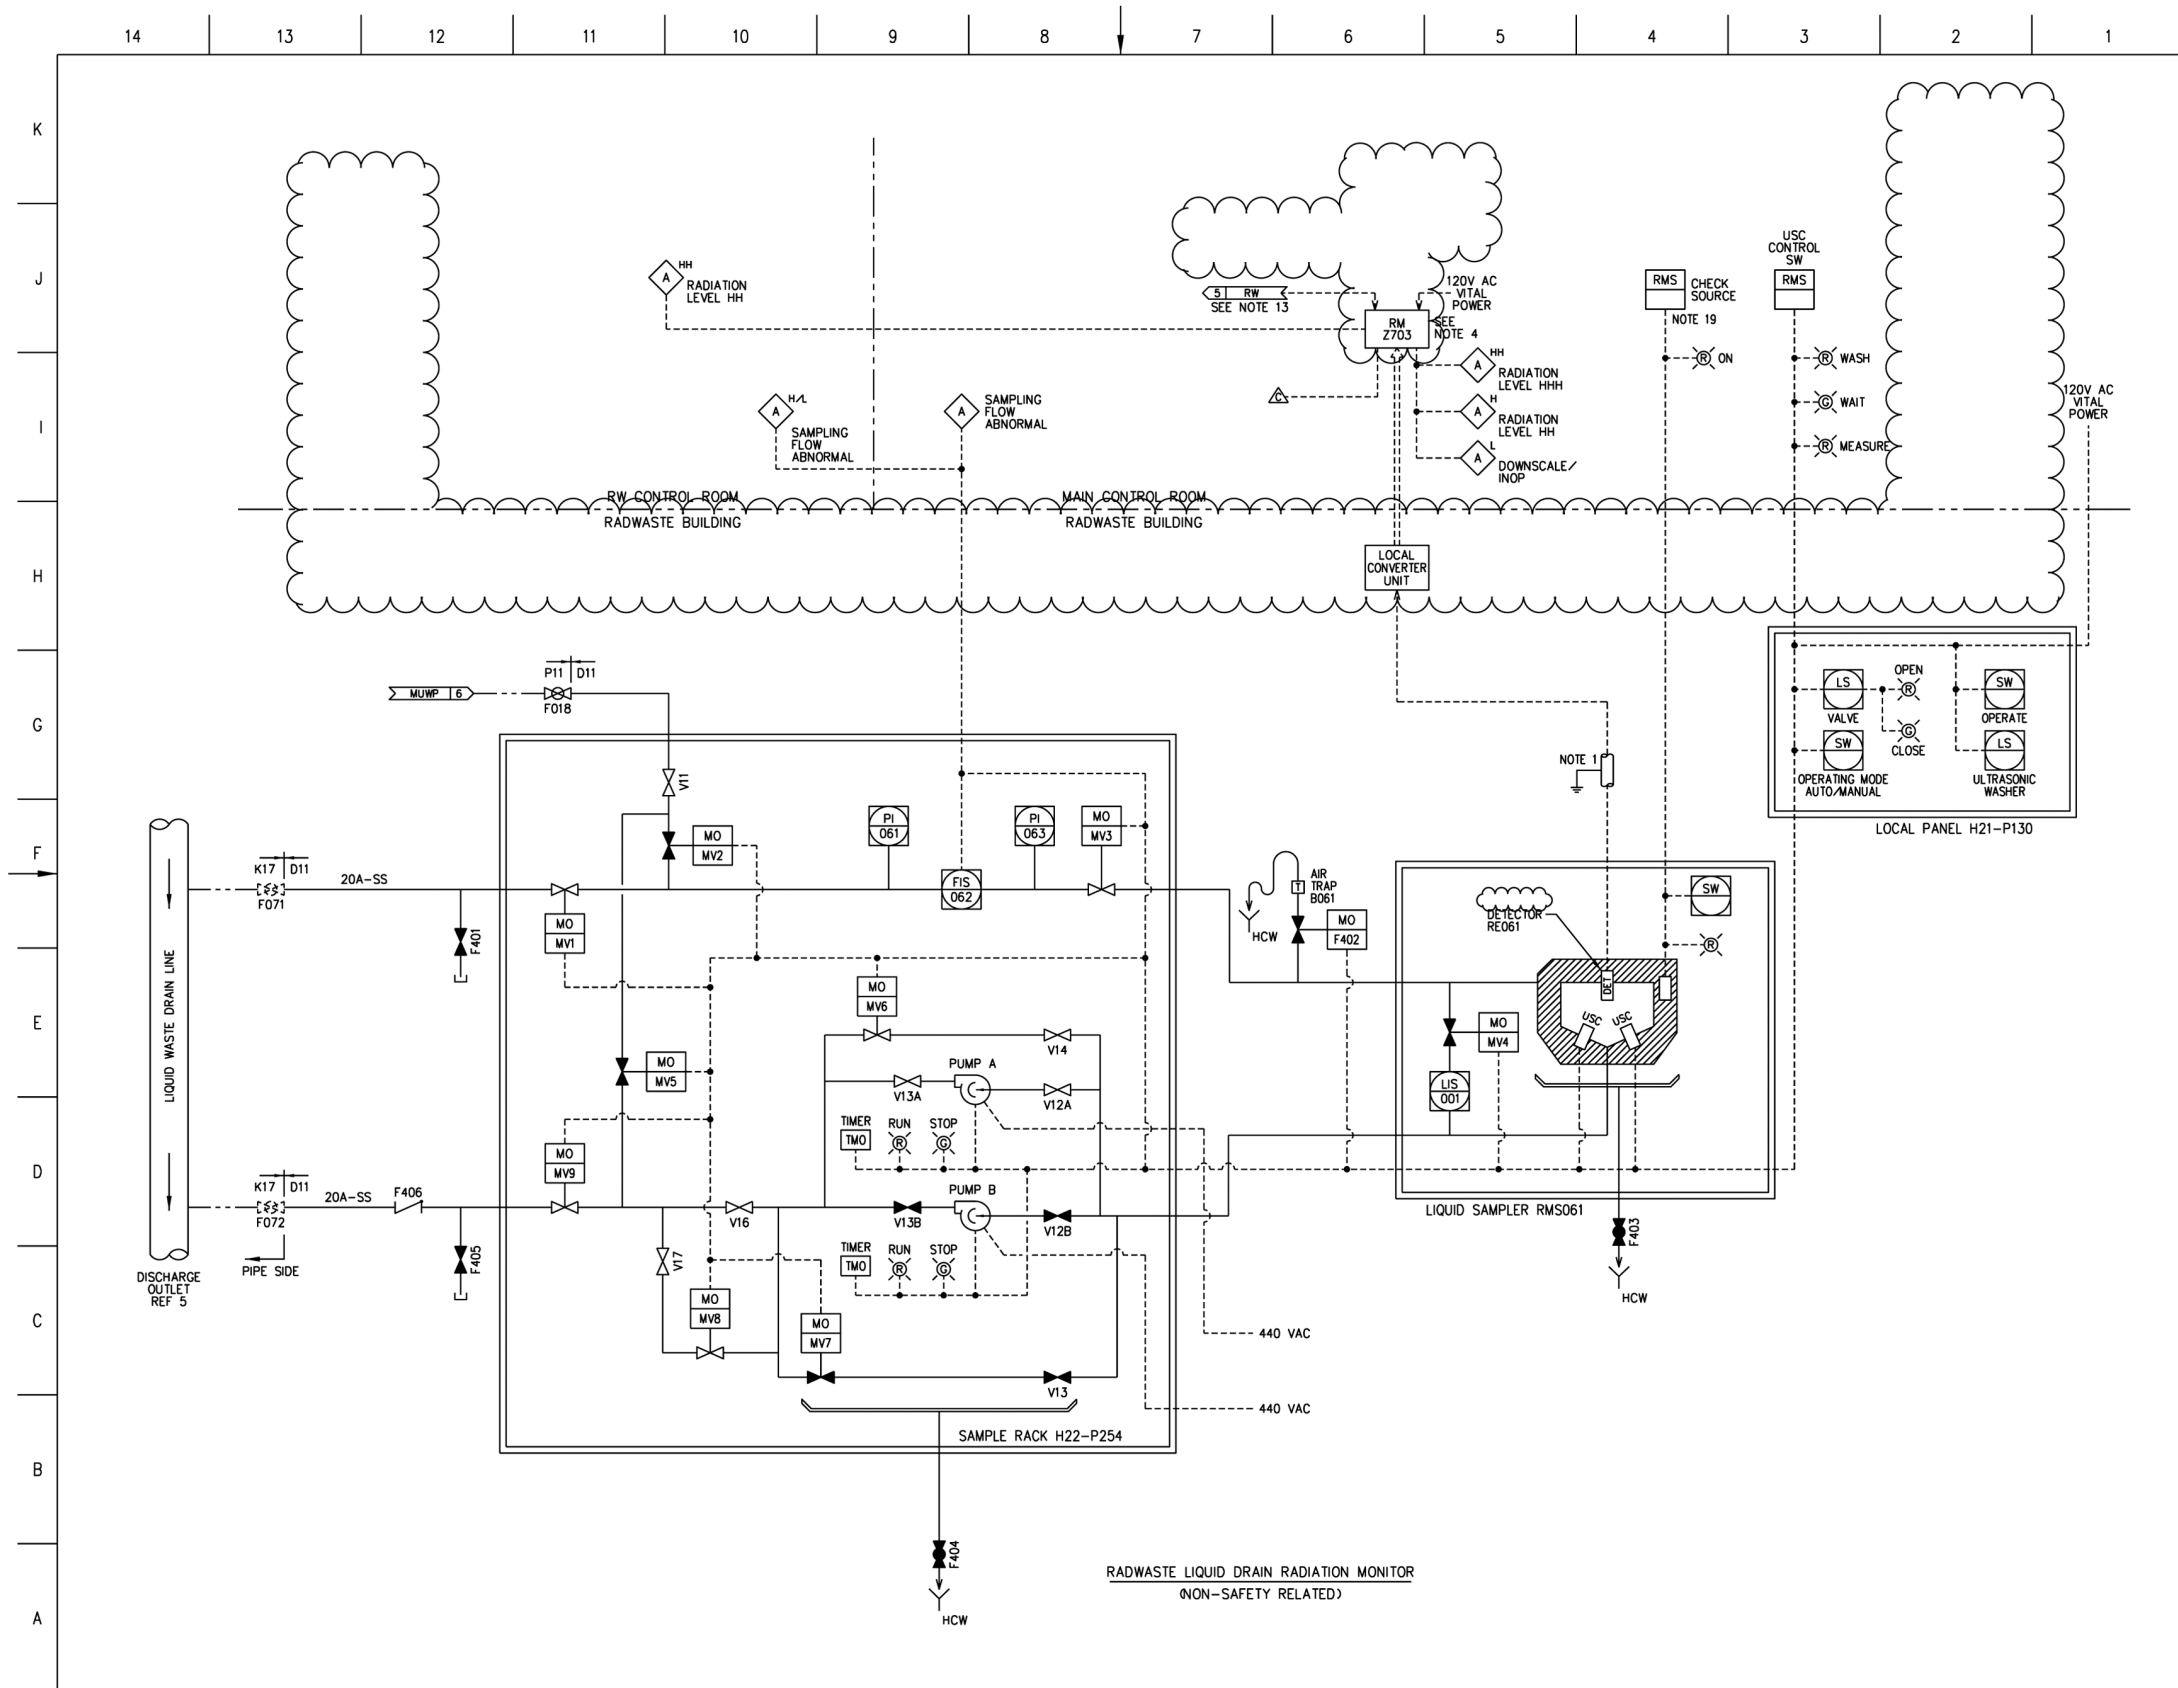 14 13 12 11 10 9 8 7 6 5 4 3 2 1
K
J
I
H
G
F
E
D
C
B
A
HH
A
RADIATION
LEVEL HH
H/L
A
SAMPLING
FLOW
ABNORMAL
A
SAMPLING
FLOW
ABNORMAL
5 RW
SEE NOTE 13
120V AC
VITAL
POWER
RM
Z703
SEE
NOTE 4
C
HH
A
RADIATION
LEVEL HHH
H
A
RADIATION
LEVEL HH
L
A
DOWNSCALE/
INOP
RMS
CHECK
SOURCE
NOTE 19
R ON
USC
CONTROL
SW
RMS
R WASH
G WAIT
R MEASURE
120V AC
VITAL
POWER
RW CONTROL ROOM
RADWASTE BUILDING
MAIN CONTROL ROOM
RADWASTE BUILDING
LOCAL
CONVERTER
UNIT
MUWP 6
P11 D11
F018
V11
LS
VALVE
OPEN
R
G
CLOSE
SW
OPERATE
SW
OPERATING MODE
AUTO/MANUAL
LS
ULTRASONIC
WASHER
LOCAL PANEL H21-P130
NOTE 1
LIQUID WASTE DRAIN LINE
K17 D11
F071
20A-SS
F401
MO
MV1
MO
MV2
PI
061
FIS
062
PI
063
MO
MV3
HCW
T
AIR
TRAP
B061
MO
F402
DETECTOR
RE061
SW
R
DET
USC
USC
MO
MV4
LIS
001
LIQUID SAMPLER RMS061
F403
HCW
MO
MV5
MO
MV6
V14
PUMP A
V13A
V12A
TIMER
TMO
RUN
R
STOP
G
MO
MV9
K17 D11
F072
20A-SS
F406
F405
PIPE SIDE
DISCHARGE
OUTLET
REF 5
V16
V17
PUMP B
V13B
V12B
TIMER
TMO
RUN
R
STOP
G
MO
MV8
MO
MV7
V13
440 VAC
440 VAC
SAMPLE RACK H22-P254
F404
HCW
RADWASTE LIQUID DRAIN RADIATION MONITOR
(NON-SAFETY RELATED)